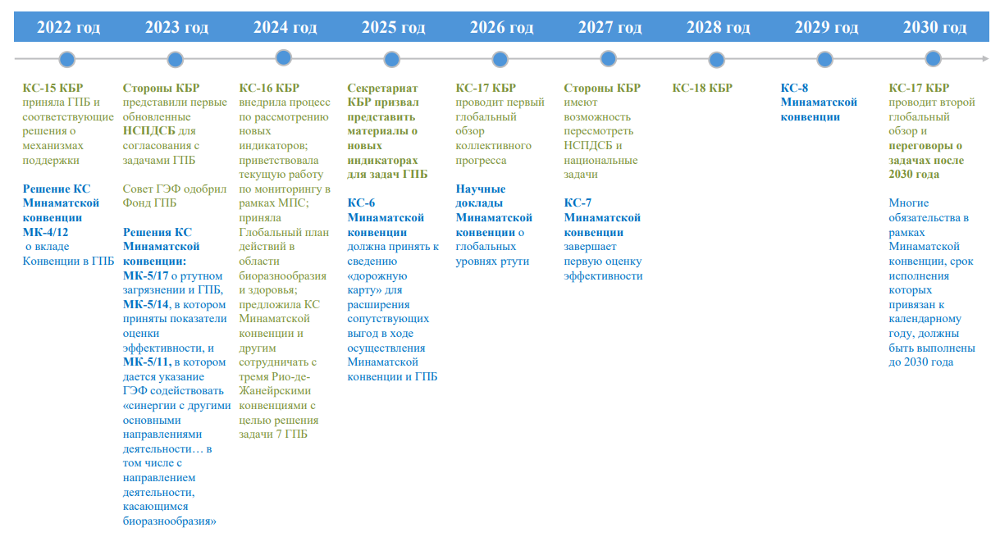 2022 год
2023 год
2024 год
2025 год
2026 год
2027 год
2028 год
2029 год
2030 год
КС-15 КБР
приняла ГПБ и
соответствующие
решения о
механизмах
поддержки
Решение КС
Минаматской
конвенции
МК-4/12
о вкладе
Конвенции в ГПБ
Стороны КБР
представили первые
обновленные
НСПДСБ для
согласования с
задачами ГПБ
Совет ГЭФ одобрил
Фонд ГПБ
Решения КС
Минаматской
конвенции:
МК-5/17 о ртутном
загрязнении и ГПБ,
МК-5/14, в котором
приняты показатели
оценки
эффективности, и
МК-5/11, в котором
дается указание
ГЭФ содействовать
«синергии с другими
основными
направлениями
деятельности… в
том числе с
направлением
деятельности,
касающимся
биоразнообразия»
КС-16 КБР
внедрила процесс
по рассмотрению
новых
индикаторов;
приветствовала
текущую работу
по мониторингу в
рамках МПС;
приняла
Глобальный план
действий в
области
биоразнообразия
и здоровья;
предложила КС
Минаматской
конвенции и
другим
сотрудничать с
тремя Рио-де-
Жанейрскими
конвенциями с
целью решения
задачи 7 ГПБ
Секретариат
КБР призвал
представить
материалы о
новых
индикаторах
для задач ГПБ
КС-6
Минаматской
конвенции
должна принять к
сведению
«дорожную
карту» для
расширения
сопутствующих
выгод в ходе
осуществления
Минаматской
конвенции и ГПБ
КС-17 КБР
проводит первый
глобальный
обзор
коллективного
прогресса
Научные
доклады
Минаматской
конвенции о
глобальных
уровнях ртути
Стороны КБР
имеют
возможность
пересмотреть
НСПДСБ и
национальные
задачи
КС-7
Минаматской
конвенции
завершает
первую оценку
эффективности
КС-18 КБР
КС-8
Минаматской
конвенции
КС-17 КБР
проводит второй
глобальный
обзор и
переговоры о
задачах после
2030 года
Многие
обязательства в
рамках
Минаматской
конвенции, срок
исполнения
которых
привязан к
календарному
году, должны
быть выполнены
до 2030 года